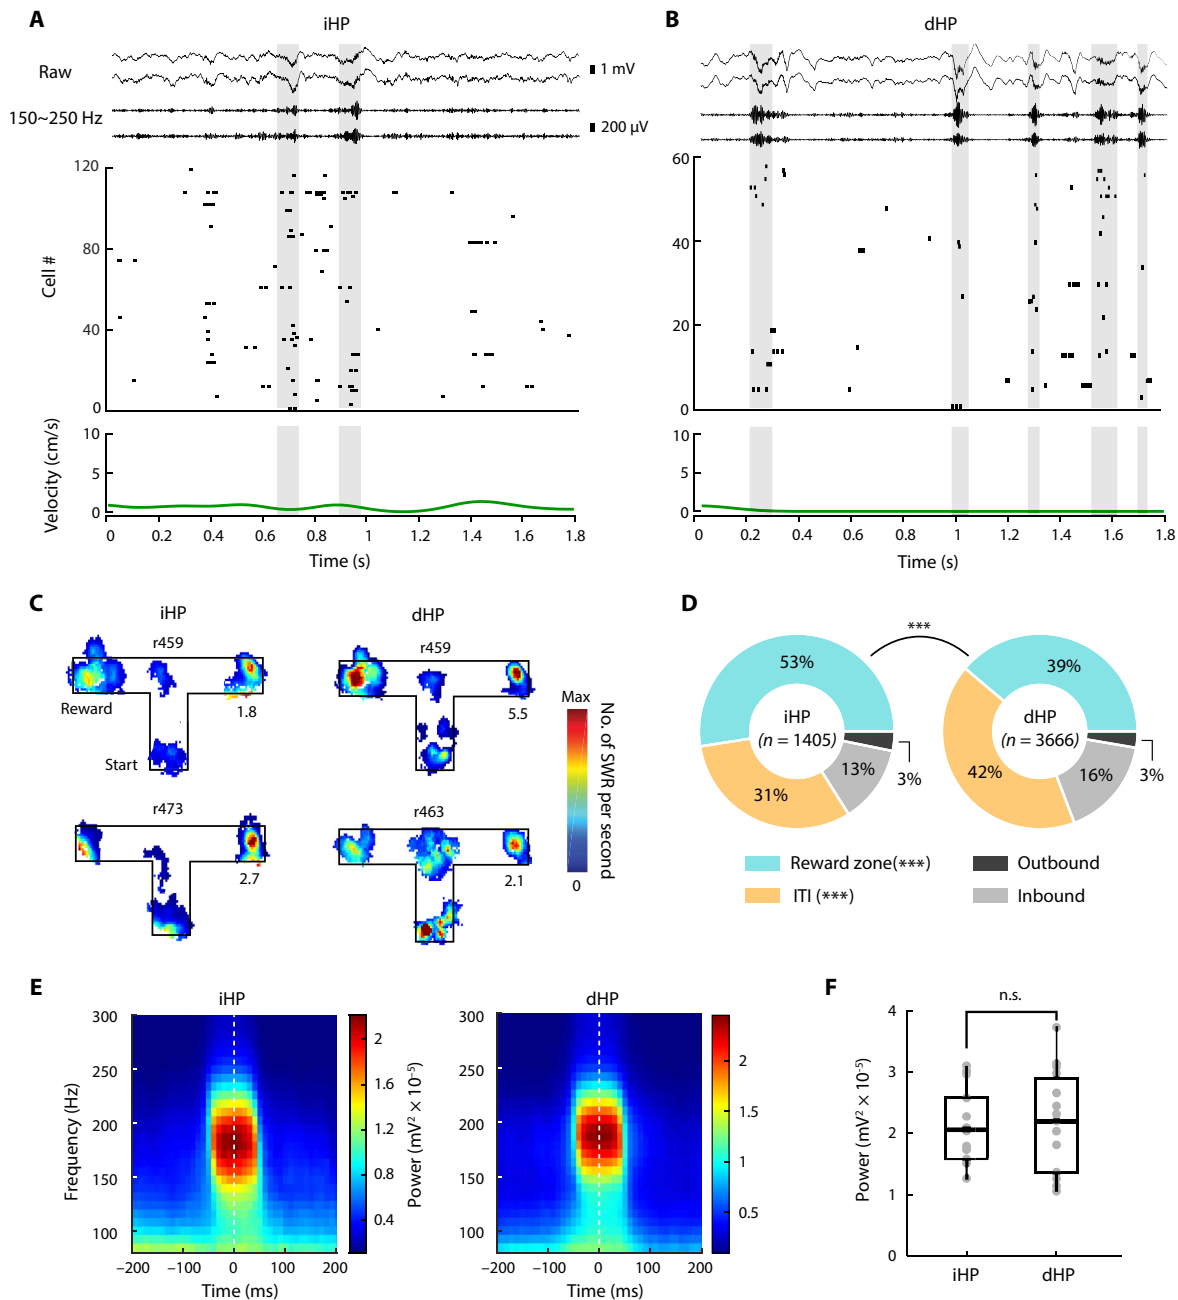 A
iHP
Raw
150~250 Hz
1 mV
200 µV
120
80
40
0
Cell #
10
5
0
Velocity (cm/s)
0 0.2 0.4 0.6 0.8 1 1.2 1.4 1.6 1.8
Time (s)
B
dHP
60
40
20
0
10
5
0
0 0.2 0.4 0.6 0.8 1 1.2 1.4 1.6 1.8
Time (s)
C
iHP
dHP
r459
r459
Reward
1.8
5.5
Start
r473
r463
2.7
2.1
Max
0
No. of SWR per second
D
***
53%
31%
13%
3%
iHP
(n = 1405)
39%
42%
16%
3%
dHP
(n = 3666)
Reward zone(***)
Outbound
ITI (***)
Inbound
E
iHP
300
250
200
150
100
Frequency (Hz)
−200 −100 0 100 200
Time (ms)
2
1.6
1.2
0.8
0.4
Power (mV² × 10⁻⁵)
dHP
300
250
200
150
100
−200 −100 0 100 200
Time (ms)
2
1.5
1
0.5
F
n.s.
4
3
2
1
0
Power (mV² × 10⁻⁵)
iHP
dHP